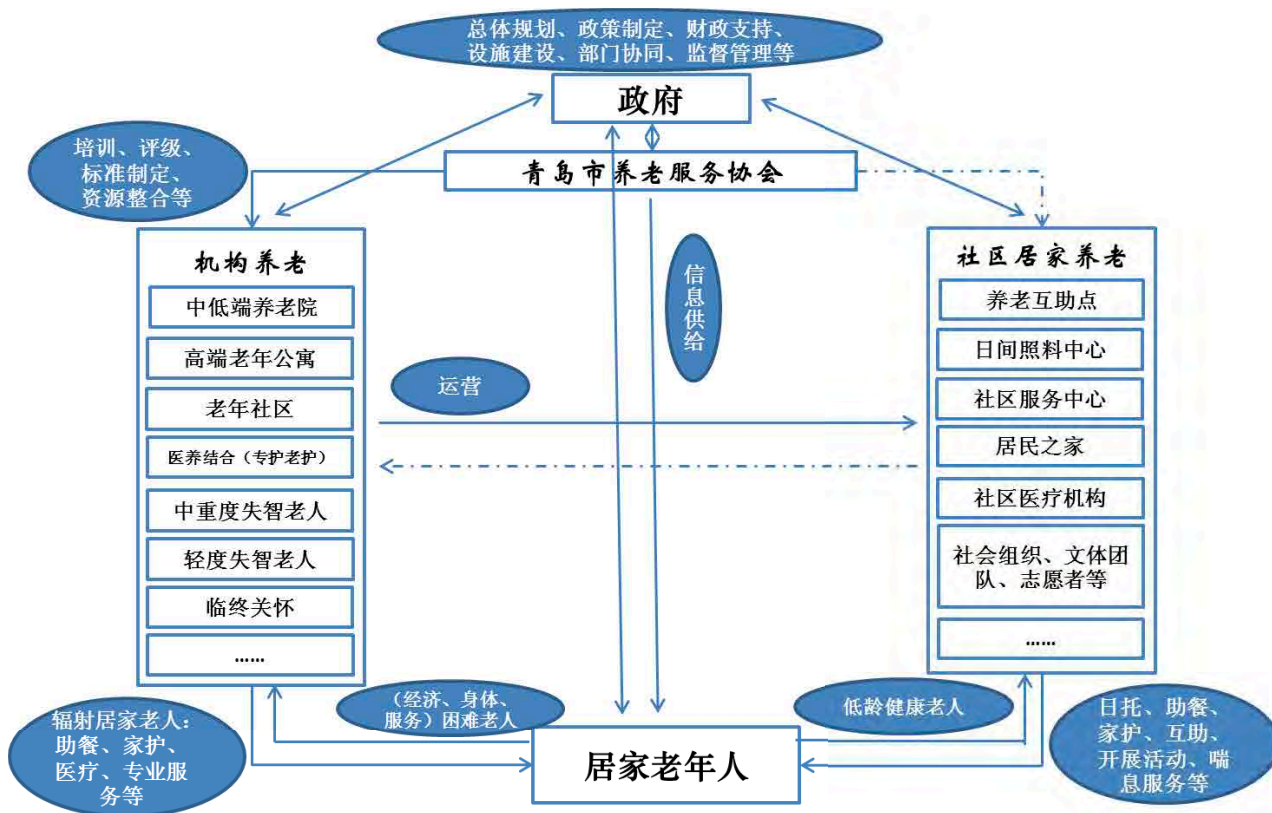 总体规划、政策制定、财政支持、
设施建设、部门协同、监督管理等
政府
培训、评级、
标准制定、
资源整合等
青岛市养老服务协会
机构养老
中低端养老院
高端老年公寓
老年社区
医养结合（专护老护）
中重度失智老人
轻度失智老人
临终关怀
……
信息供给
运营
社区居家养老
养老互助点
日间照料中心
社区服务中心
居民之家
社区医疗机构
社会组织、文体团
队、志愿者等
……
辐射居家老人：
助餐、家护、
医疗、专业服
务等
（经济、身体、
服务）困难老人
居家老年人
低龄健康老人
日托、助餐、
家护、互助、
开展活动、喘
息服务等